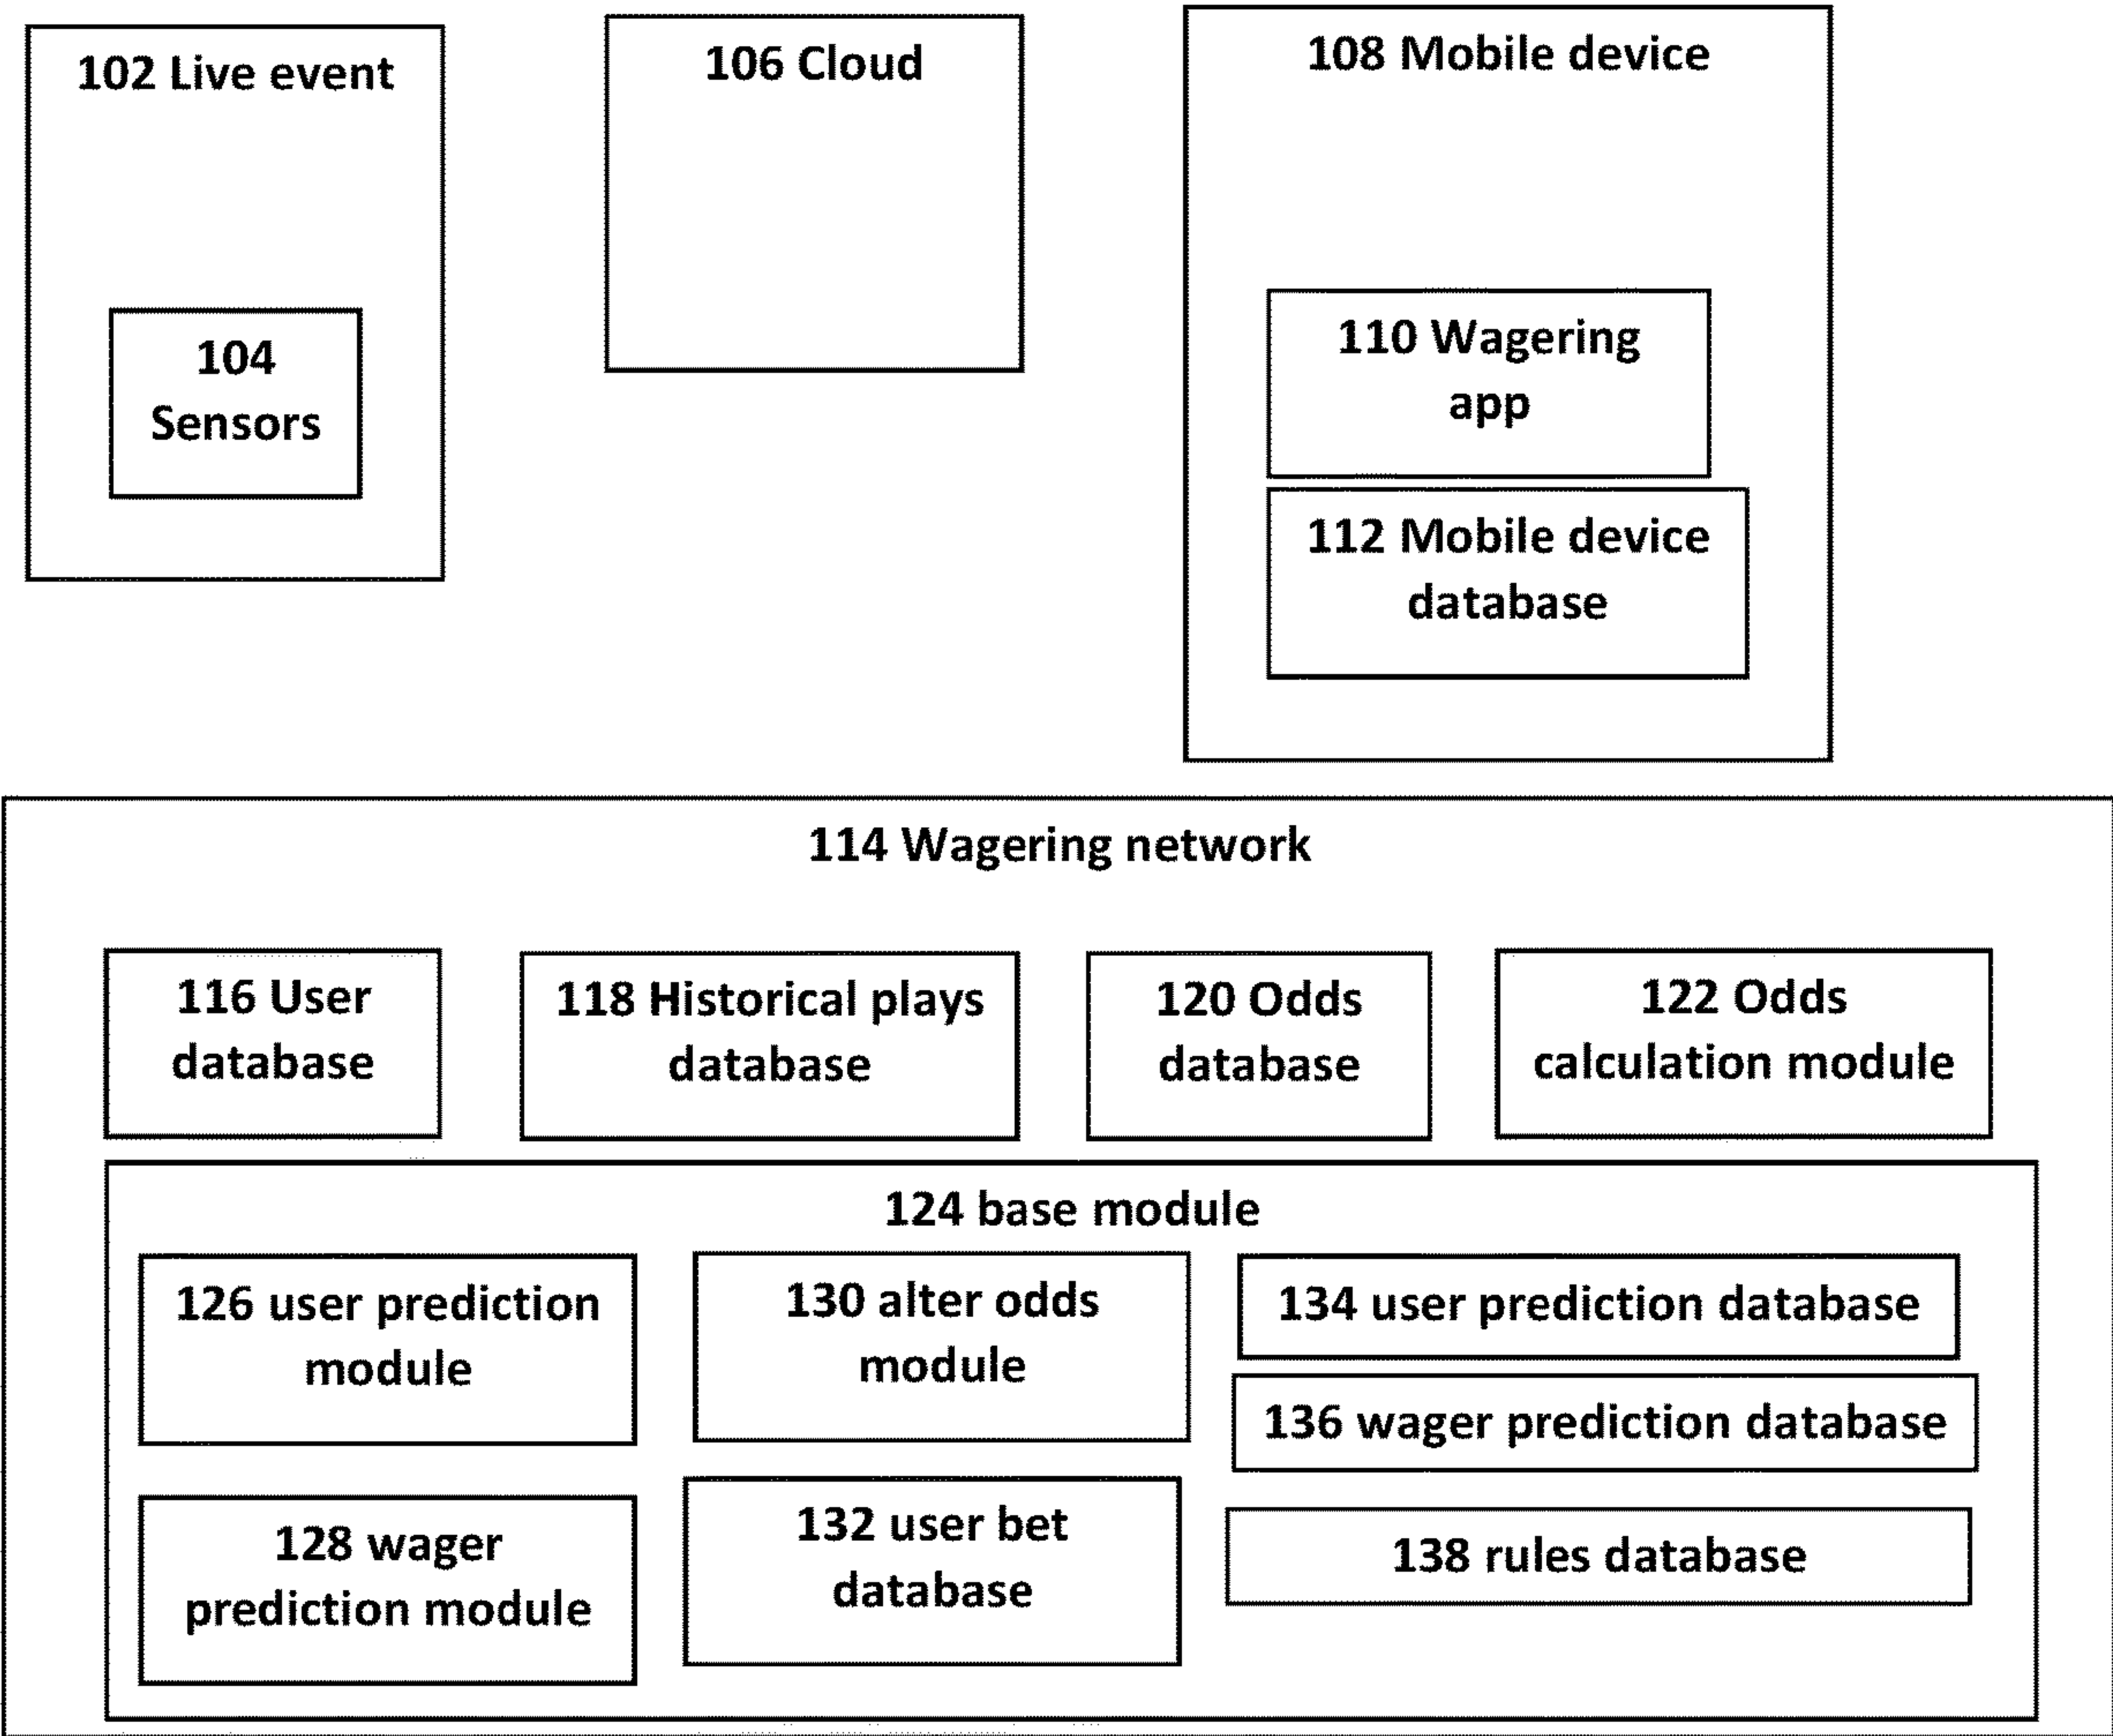 102 Live event
104
Sensors
106 Cloud
108 Mobile device
110 Wagering
app
112 Mobile device
database
114 Wagering network
116 User
database
118 Historical plays
database
120 Odds
database
122 Odds
calculation module
124 base module
126 user prediction
module
128 wager
prediction module
130 alter odds
module
132 user bet
database
134 user prediction database
136 wager prediction database
138 rules database